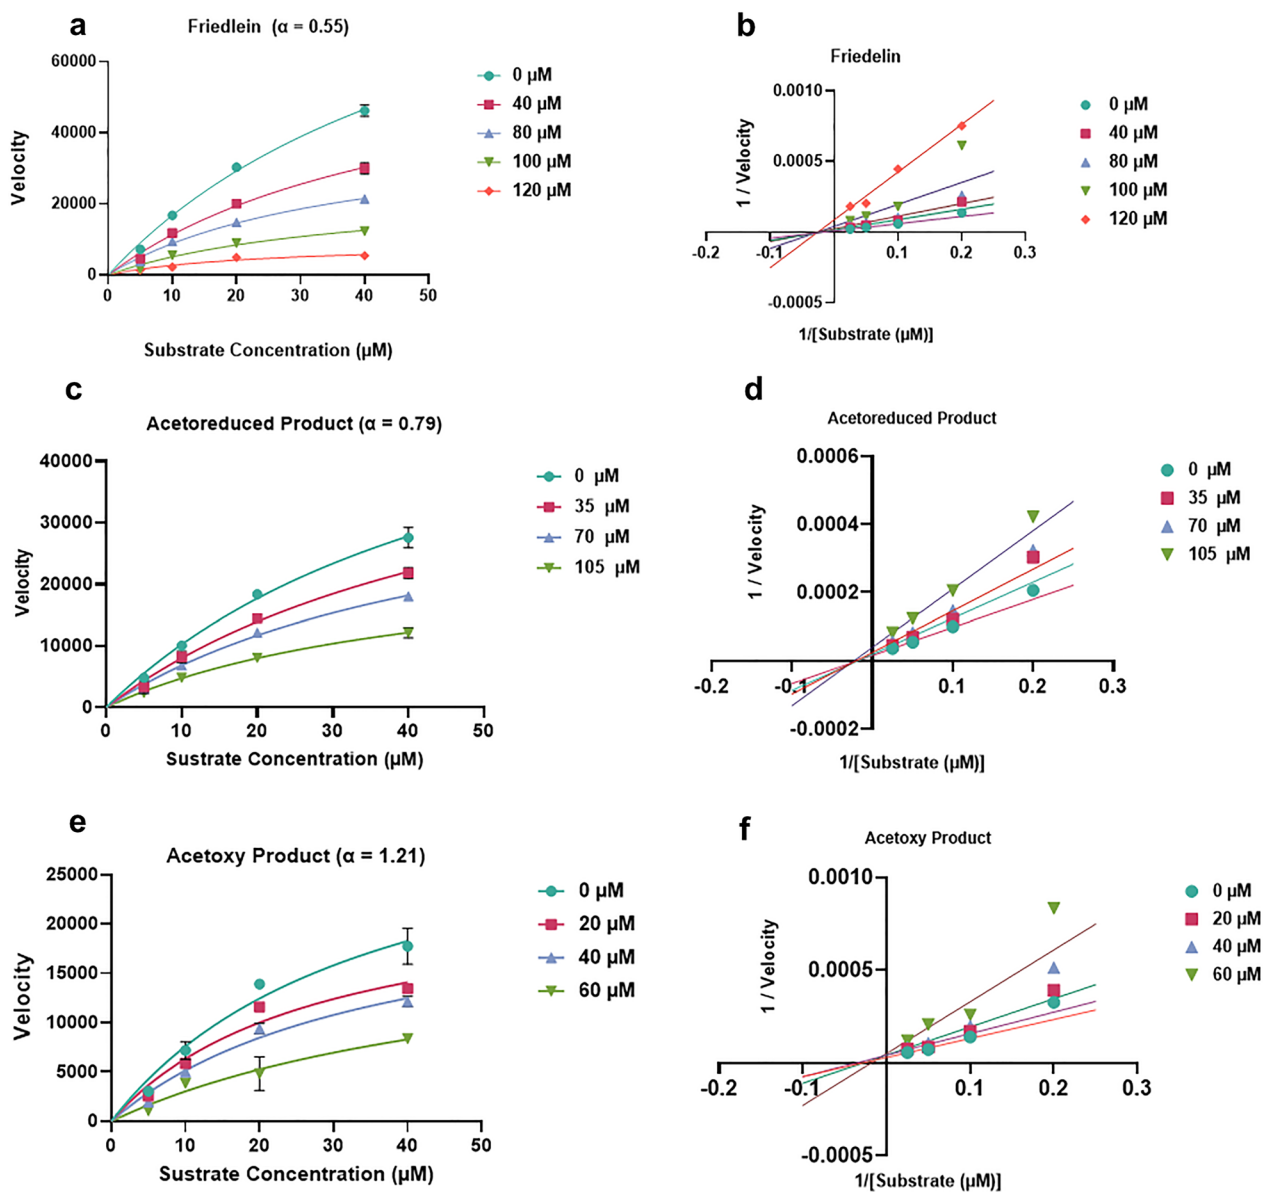 a
Friedlein (α = 0.55)
60000
40000
20000
0
0 10 20 30 40 50
Velocity
Substrate Concentration (µM)
0 µM
40 µM
80 µM
100 µM
120 µM
b
Friedelin
0.0010
0.0005
-0.0005
-0.2 -0.1 0.1 0.2 0.3
1 / Velocity
1/[Substrate (µM)]
0 µM
40 µM
80 µM
100 µM
120 µM
c
Acetoreduced Product (α = 0.79)
40000
30000
20000
10000
0
0 10 20 30 40 50
Velocity
Sustrate Concentration (µM)
0 µM
35 µM
70 µM
105 µM
d
Acetoreduced Product
0.0006
0.0004
0.0002
-0.0002
-0.2 -0.1 0.1 0.2 0.3
1 / Velocity
1/[Substrate (µM)]
0 µM
35 µM
70 µM
105 µM
e
Acetoxy Product (α = 1.21)
25000
20000
15000
10000
5000
0
0 10 20 30 40 50
Velocity
Sustrate Concentration (µM)
0 µM
20 µM
40 µM
60 µM
f
Acetoxy Product
0.0010
0.0005
-0.0005
-0.2 -0.1 0.1 0.2 0.3
1 / Velocity
1/[Substrate (µM)]
0 µM
20 µM
40 µM
60 µM